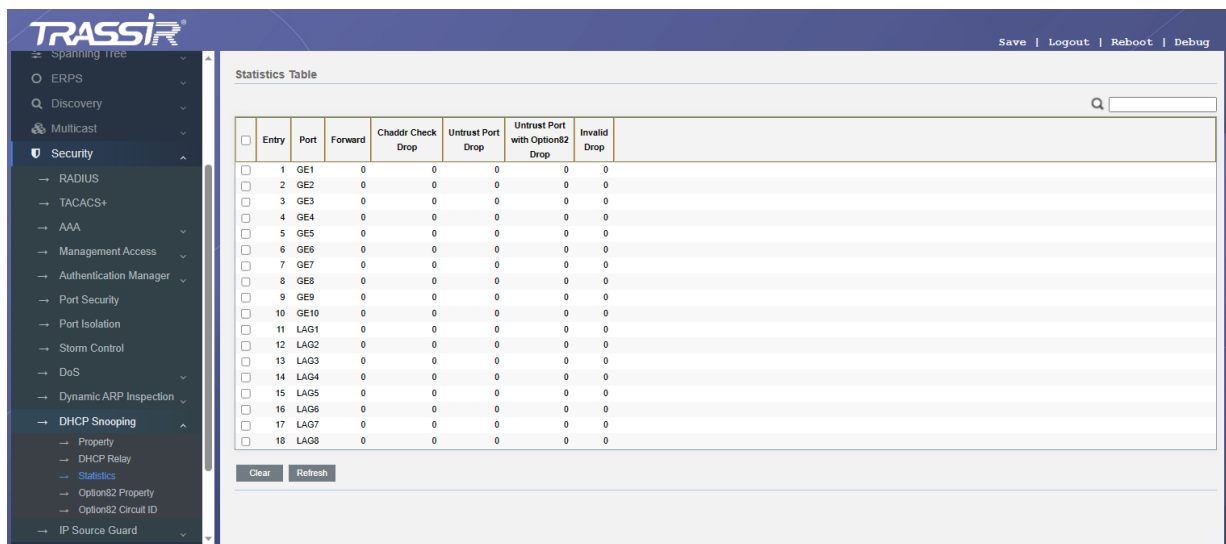 TRASSIR®
Save | Logout | Reboot | Debug
Spanning Tree
ERPS
Discovery
Multicast
Security
→ RADIUS
→ TACACS+
→ AAA
→ Management Access
→ Authentication Manager
→ Port Security
→ Port Isolation
→ Storm Control
→ DoS
→ Dynamic ARP Inspection
→ DHCP Snooping
→ Property
→ DHCP Relay
→ Statistics
→ Option82 Property
→ Option82 Circuit ID
→ IP Source Guard
Statistics Table
Entry Port Forward Chaddr Check Drop Untrust Port Drop Untrust Port with Option82 Drop Invalid Drop
1 GE1 0 0 0 0 0
2 GE2 0 0 0 0 0
3 GE3 0 0 0 0 0
4 GE4 0 0 0 0 0
5 GE5 0 0 0 0 0
6 GE6 0 0 0 0 0
7 GE7 0 0 0 0 0
8 GE8 0 0 0 0 0
9 GE9 0 0 0 0 0
10 GE10 0 0 0 0 0
11 LAG1 0 0 0 0 0
12 LAG2 0 0 0 0 0
13 LAG3 0 0 0 0 0
14 LAG4 0 0 0 0 0
15 LAG5 0 0 0 0 0
16 LAG6 0 0 0 0 0
17 LAG7 0 0 0 0 0
18 LAG8 0 0 0 0 0
Clear Refresh